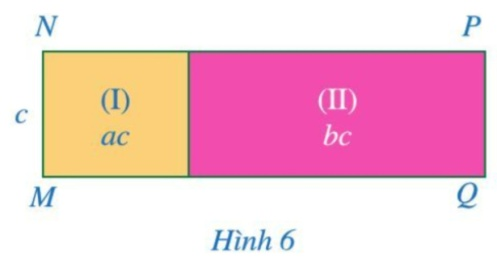 N P
(I) (II)
c
ac bc
M Q
Hình 6